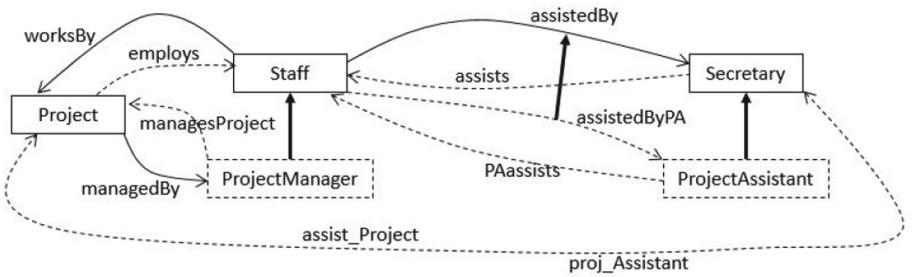 assistedBy
worksBy
employs
Staff
assists
Secretary
Project
managesProject
assistedByPA
PAassists
managedBy
ProjectManager
ProjectAssistant
assist_Project
proj_Assistant